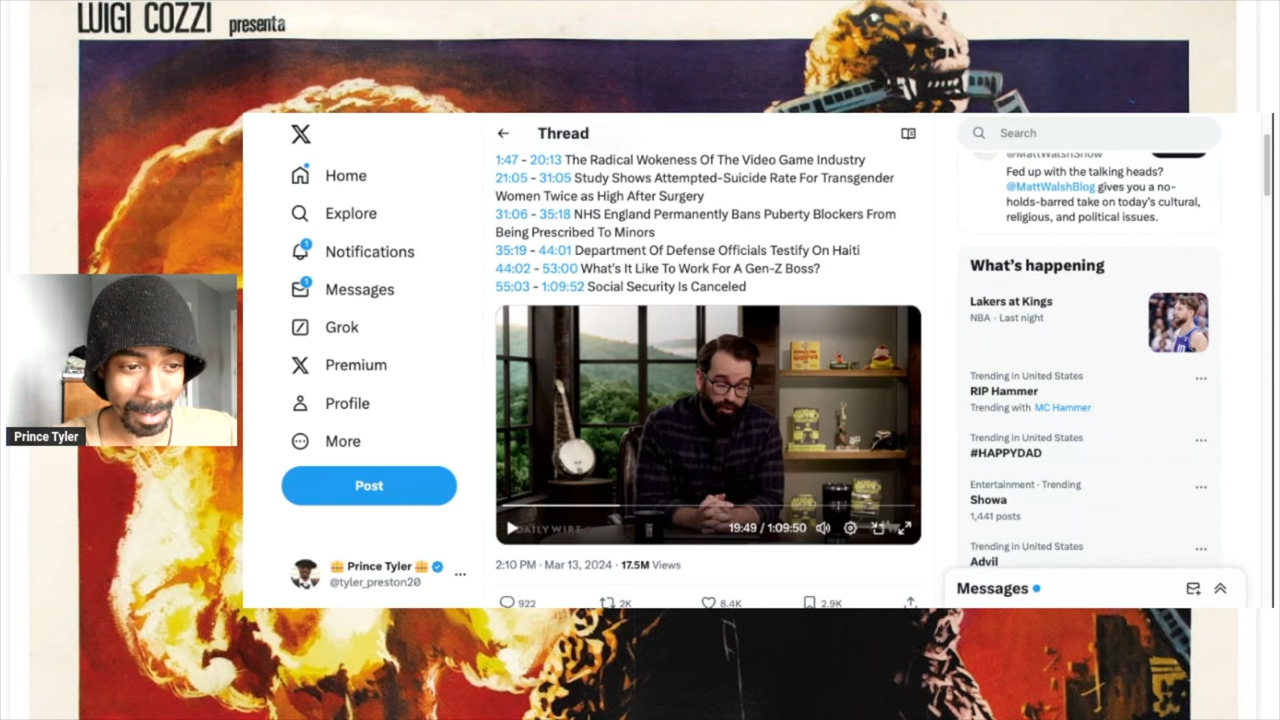 LUIGI COZZI presenta
Thread
Search
1:47 - 20:13 The Radical Wokeness Of The Video Game Industry
21:05 - 31:05 Study Shows Attempted-Suicide Rate For Transgender
Women Twice as High After Surgery
31:06 - 35:18 NHS England Permanently Bans Puberty Blockers From
Being Prescribed To Minors
35:19 - 44:01 Department Of Defense Officials Testify On Haiti
44:02 - 53:00 What's It Like To Work For A Gen-Z Boss?
55:03 - 1:09:52 Social Security Is Canceled
Home
Explore
1
Notifications
1
Messages
Grok
Premium
Profile
More
Post
Prince Tyler
@tyler_preston20
Prince Tyler
DAILY WIRE
19:49 / 1:09:50
2:10 PM · Mar 13, 2024 · 17.5M Views
922
2K
8.4K
2.9K
@MattWalshShow
Fed up with the talking heads?
@MattWalshBlog gives you a no-
holds-barred take on today's cultural,
religious, and political issues.
What's happening
Lakers at Kings
NBA · Last night
Trending in United States
RIP Hammer
Trending with MC Hammer
Trending in United States
#HAPPYDAD
Entertainment · Trending
Showa
1,441 posts
Trending in United States
Advil
Messages